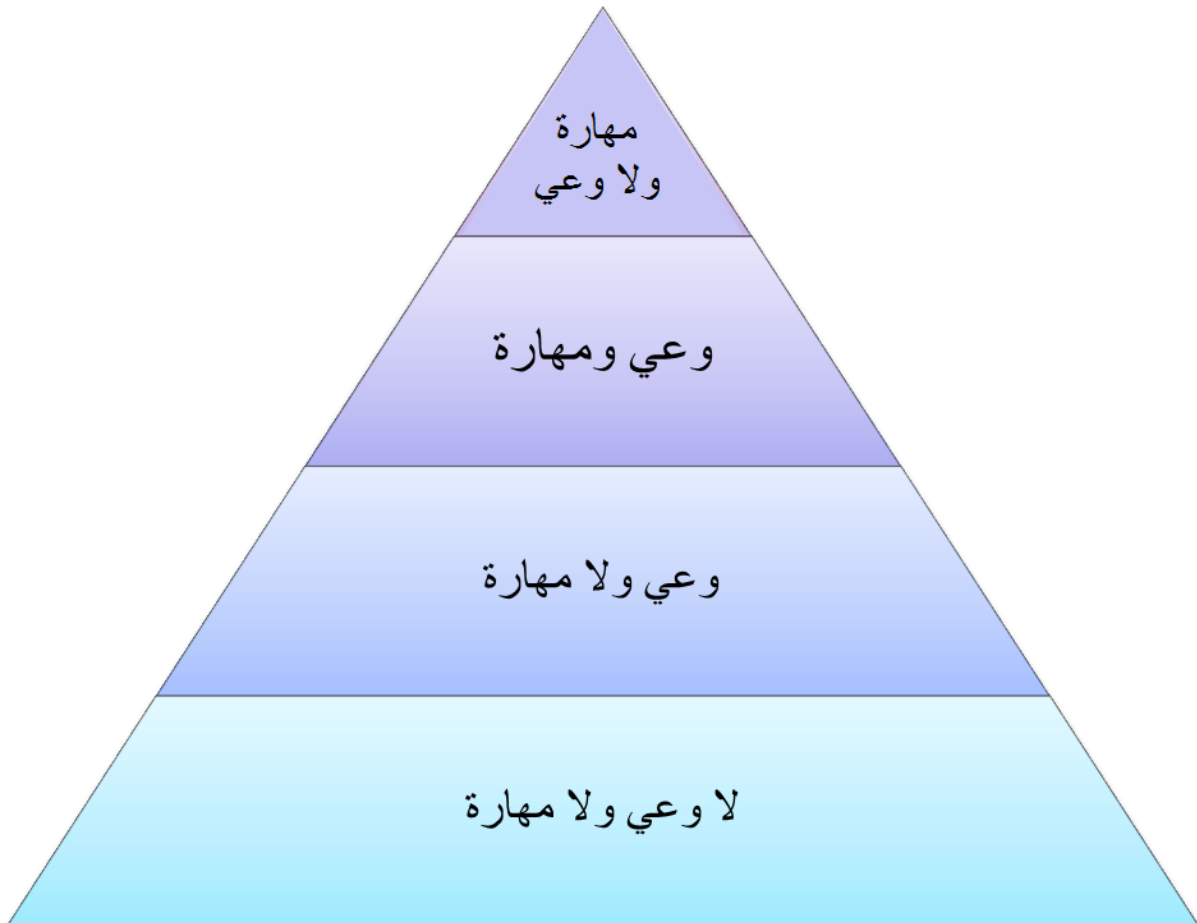 مهارة
ولا وعي
وعي ومهارة
وعي ولا مهارة
لا وعي ولا مهارة